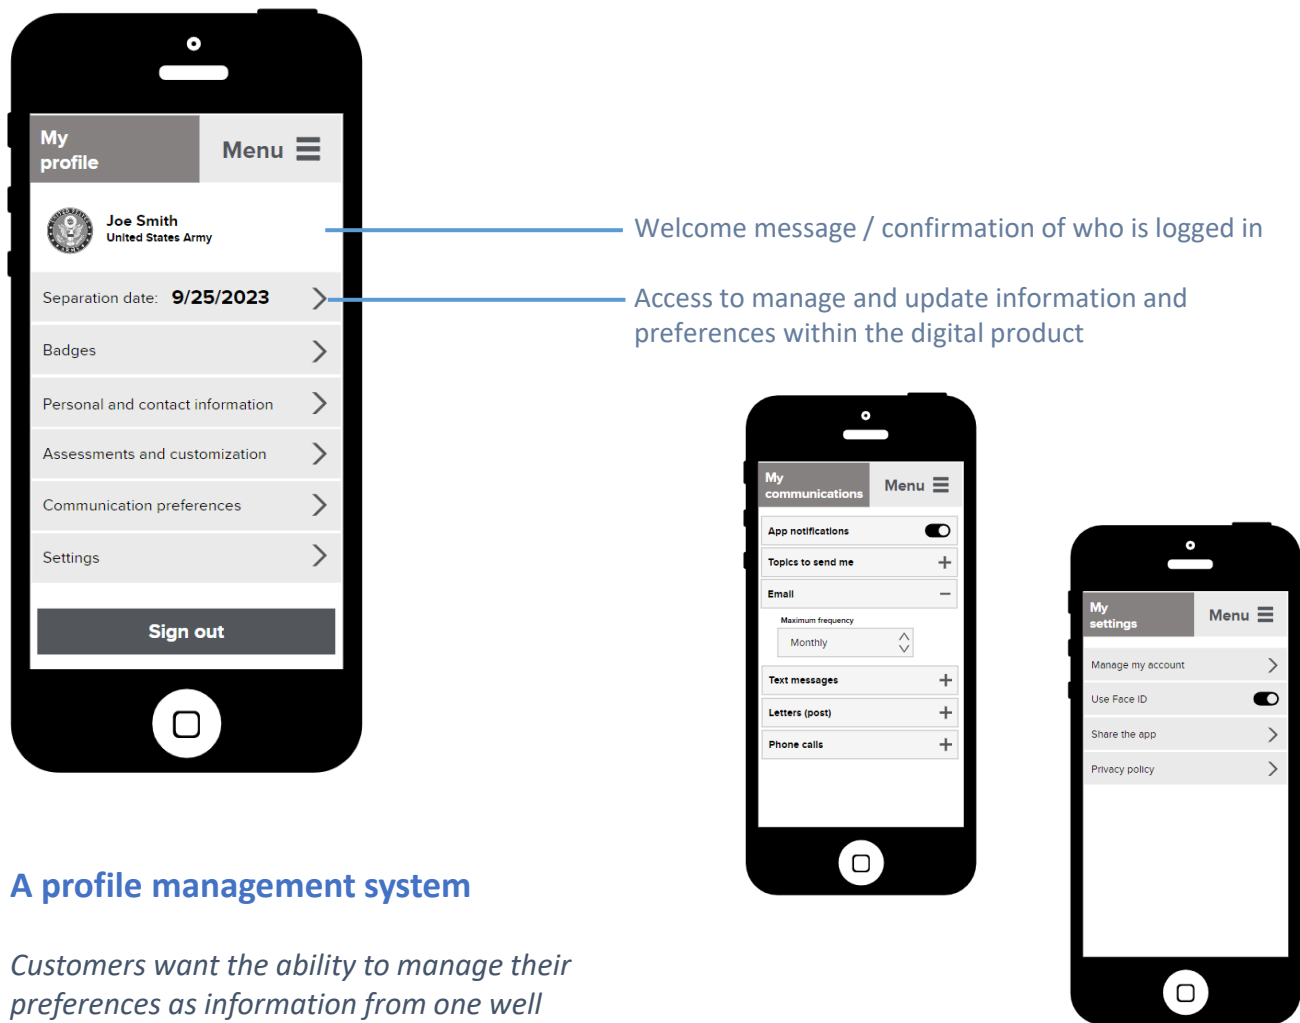 My
profile
Menu
Joe Smith
United States Army
Separation date: 9/25/2023
Badges
Personal and contact information
Assessments and customization
Communication preferences
Settings
Sign out
Welcome message / confirmation of who is logged in
Access to manage and update information and
preferences within the digital product
My
communications
Menu
App notifications
Topics to send me
Email
Maximum frequency
Monthly
Text messages
Letters (post)
Phone calls
My
settings
Menu
Manage my account
Use Face ID
Share the app
Privacy policy
A profile management system
Customers want the ability to manage their
preferences as information from one well